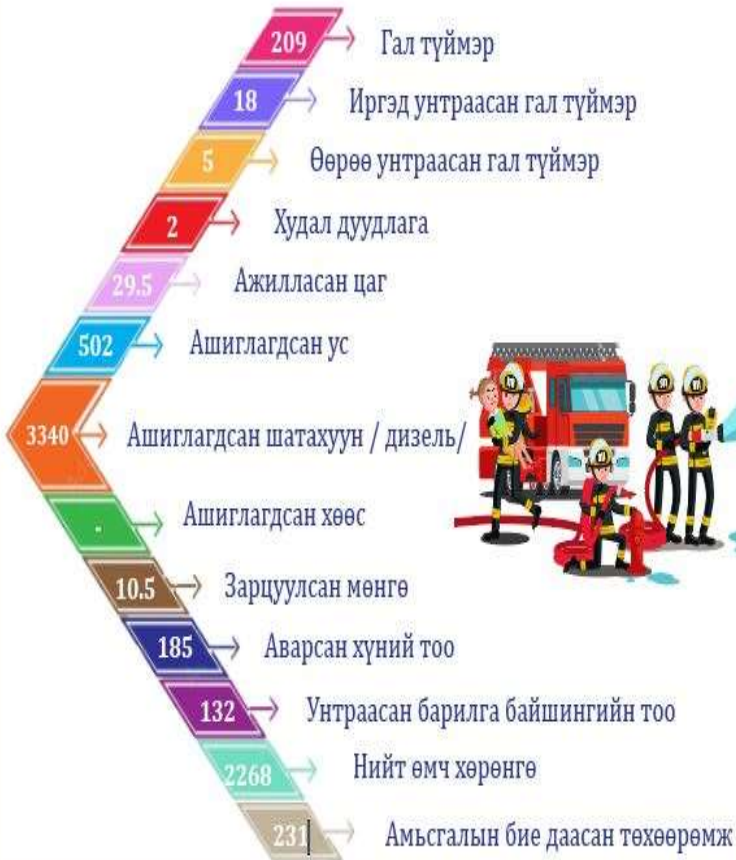 209 Гал түймэр
18 Иргэд унтраасан гал түймэр
5 Өөрөө унтраасан гал түймэр
2 Худал дуудлага
29.5 Ажилласан цаг
502 Ашиглагдсан ус
3340 Ашиглагдсан шатахуун / дизель/
- Ашиглагдсан хөөс
10.5 Зарцуулсан мөнгө
185 Аварсан хүний тоо
132 Унтраасан барилга байшингийн тоо
2268 Нийт өмч хөрөнгө
231 Амьсгалын бие даасан төхөөрөмж